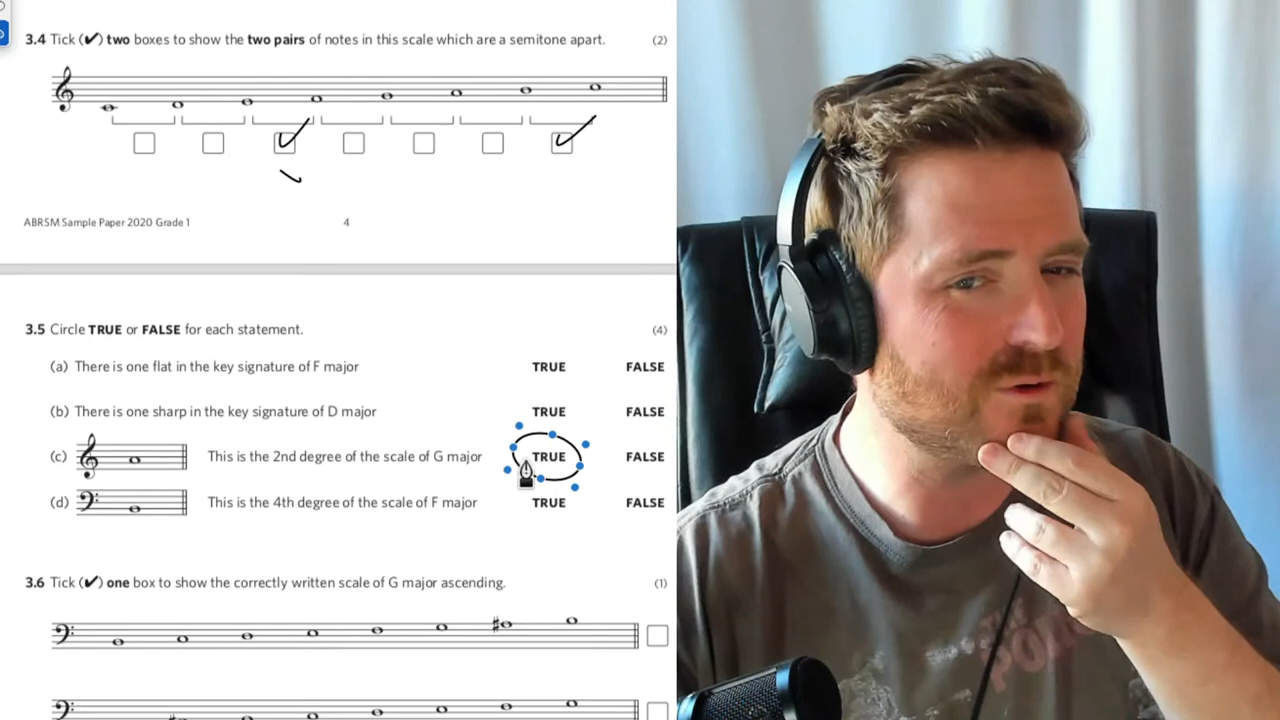 3.4 Tick (✔) two boxes to show the two pairs of notes in this scale which are a semitone apart. (2)
ABRSM Sample Paper 2020 Grade 1 4
3.5 Circle TRUE or FALSE for each statement. (4)
(a) There is one flat in the key signature of F major TRUE FALSE
(b) There is one sharp in the key signature of D major TRUE FALSE
(c) This is the 2nd degree of the scale of G major TRUE FALSE
(d) This is the 4th degree of the scale of F major TRUE FALSE
3.6 Tick (✔) one box to show the correctly written scale of G major ascending. (1)